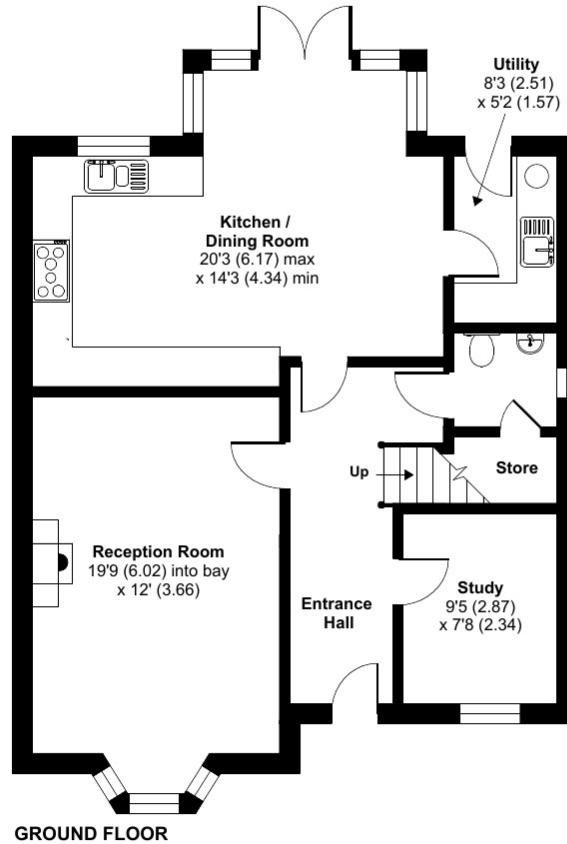 Utility
8'3 (2.51)
x 5'2 (1.57)
Kitchen /
Dining Room
20'3 (6.17) max
x 14'3 (4.34) min
Up
Store
Reception Room
19'9 (6.02) into bay
x 12' (3.66)
Study
9'5 (2.87)
x 7'8 (2.34)
Entrance
Hall
GROUND FLOOR